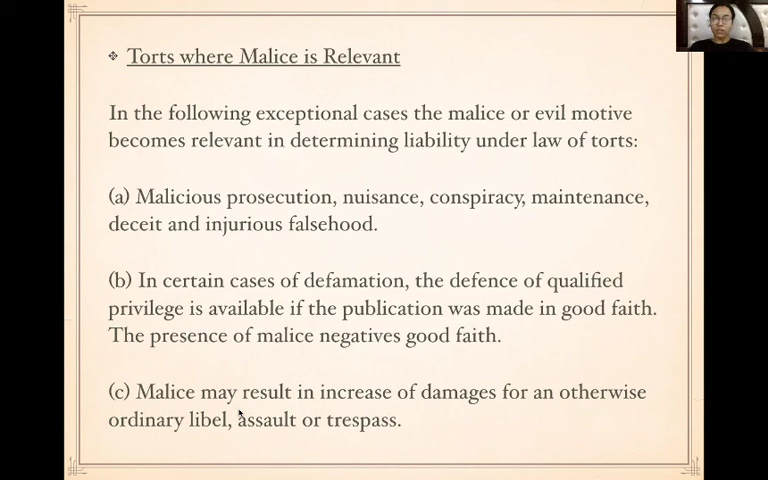 Torts where Malice is Relevant
In the following exceptional cases the malice or evil motive
becomes relevant in determining liability under law of torts:
(a) Malicious prosecution, nuisance, conspiracy, maintenance,
deceit and injurious falsehood.
(b) In certain cases of defamation, the defence of qualified
privilege is available if the publication was made in good faith.
The presence of malice negatives good faith.
(c) Malice may result in increase of damages for an otherwise
ordinary libel, assault or trespass.